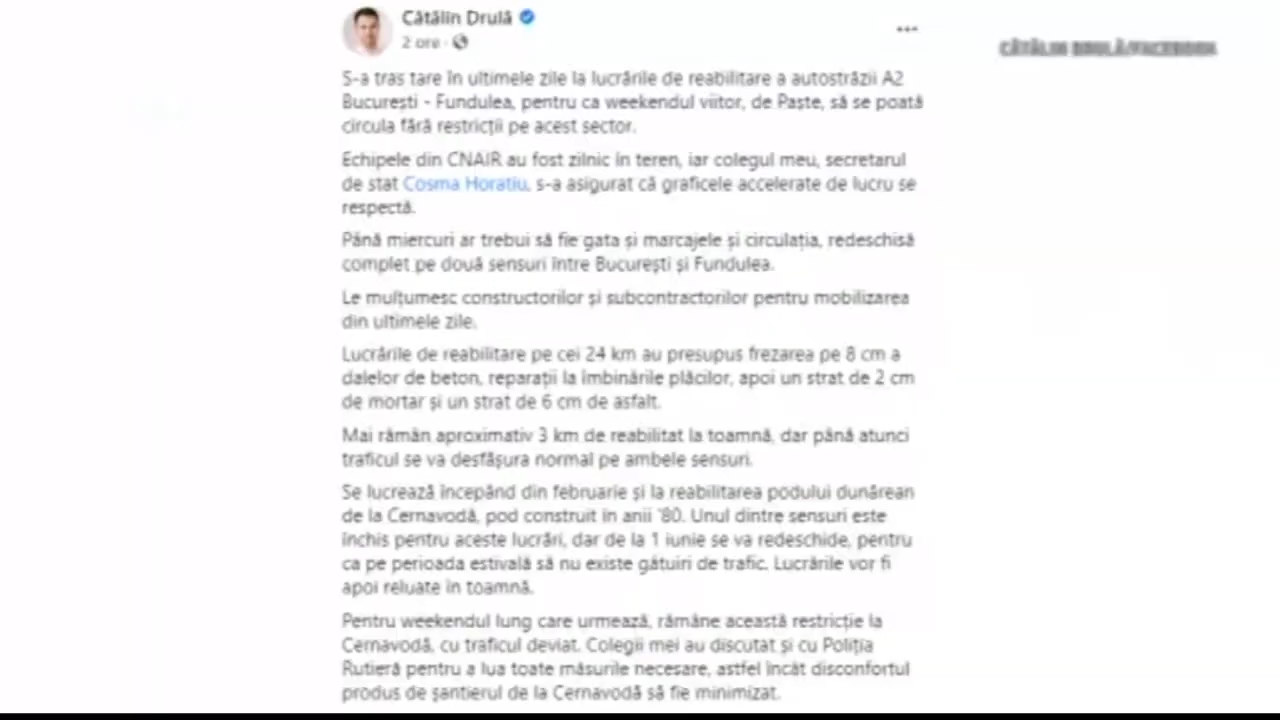 Cătălin Drulă
2 ore
CĂTĂLIN DRULĂ/FACEBOOK
S-a tras tare în ultimele zile la lucrările de reabilitare a autostrăzii A2
București - Fundulea, pentru ca weekendul viitor, de Paște, să se poată
circula fără restricții pe acest sector.
Echipele din CNAIR au fost zilnic în teren, iar colegul meu, secretarul
de stat Cosma Horatiu, s-a asigurat că graficele accelerate de lucru se
respectă.
Până miercuri ar trebui să fie gata și marcajele și circulația, redeschisă
complet pe două sensuri între București și Fundulea.
Le mulțumesc constructorilor și subcontractorilor pentru mobilizarea
din ultimele zile.
Lucrările de reabilitare pe cei 24 km au presupus frezarea pe 8 cm a
dalelor de beton, reparații la îmbinările plăcilor, apoi un strat de 2 cm
de mortar și un strat de 6 cm de asfalt.
Mai rămân aproximativ 3 km de reabilitat la toamnă, dar până atunci
traficul se va desfășura normal pe ambele sensuri.
Se lucrează începând din februarie și la reabilitarea podului dunărean
de la Cernavodă, pod construit în anii '80. Unul dintre sensuri este
închis pentru aceste lucrări, dar de la 1 iunie se va redeschide, pentru
ca pe perioada estivală să nu existe gâtuiri de trafic. Lucrările vor fi
apoi reluate în toamnă.
Pentru weekendul lung care urmează, rămâne această restricție la
Cernavodă, cu traficul deviat. Colegii mei au discutat și cu Poliția
Rutieră pentru a lua toate măsurile necesare, astfel încât disconfortul
produs de șantierul de la Cernavodă să fie minimizat.